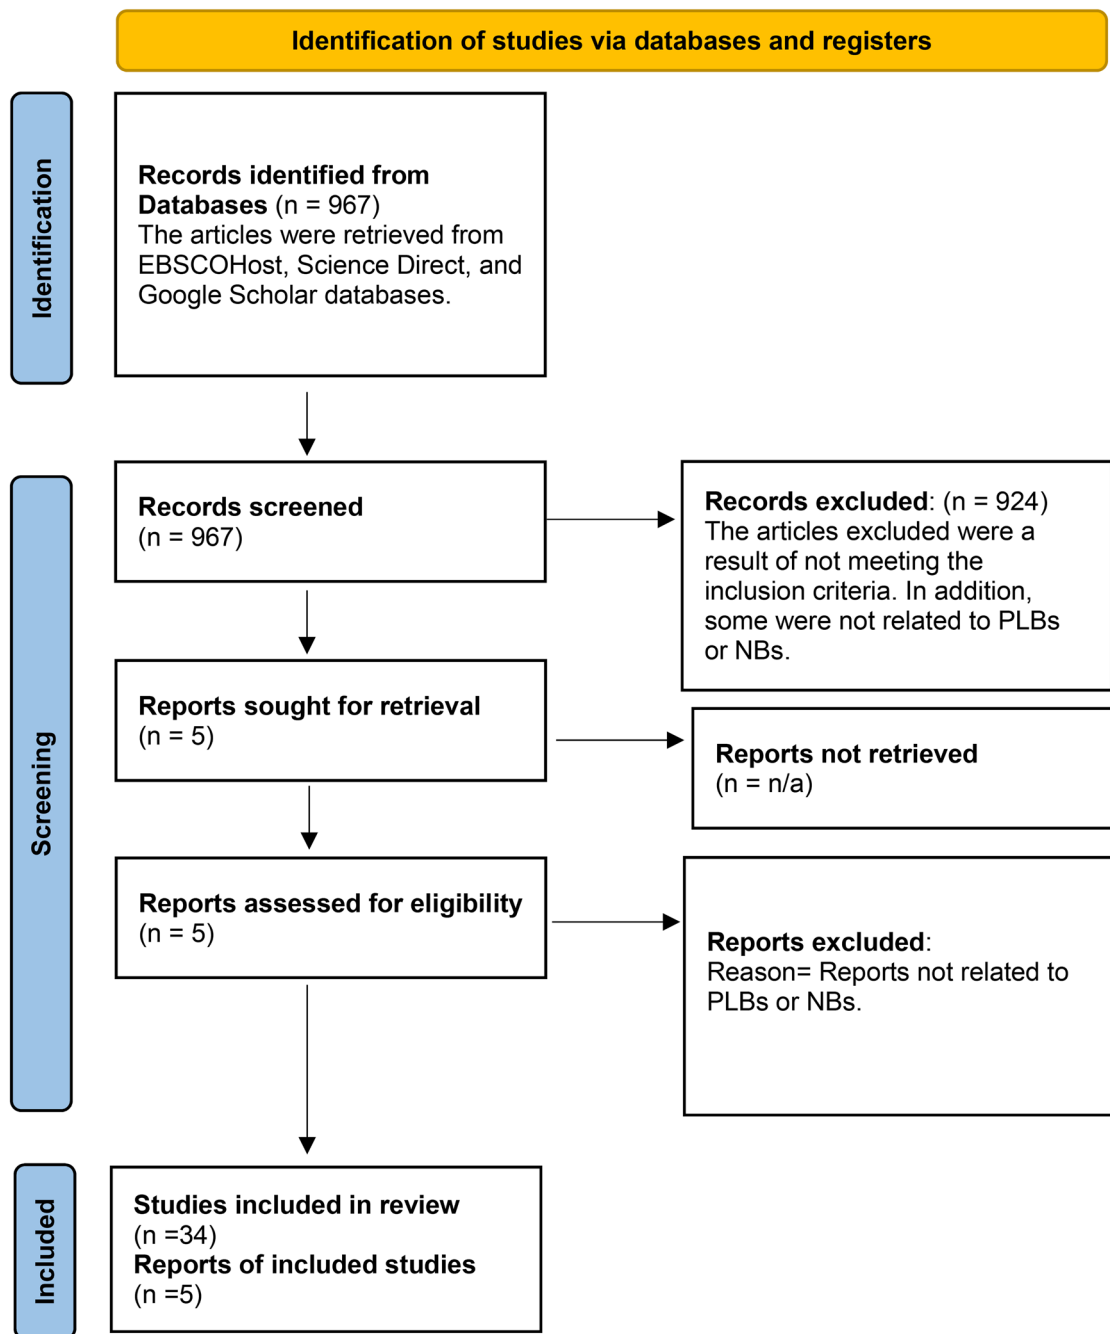 Identification of studies via databases and registers
Identification
Records identified from
Databases (n = 967)
The articles were retrieved from
EBSCOHost, Science Direct, and
Google Scholar databases.
Screening
Records screened
(n = 967)
Records excluded: (n = 924)
The articles excluded were a
result of not meeting the
inclusion criteria. In addition,
some were not related to PLBs
or NBs.
Reports sought for retrieval
(n = 5)
Reports not retrieved
(n = n/a)
Reports assessed for eligibility
(n = 5)
Reports excluded:
Reason= Reports not related to
PLBs or NBs.
Included
Studies included in review
(n =34)
Reports of included studies
(n =5)